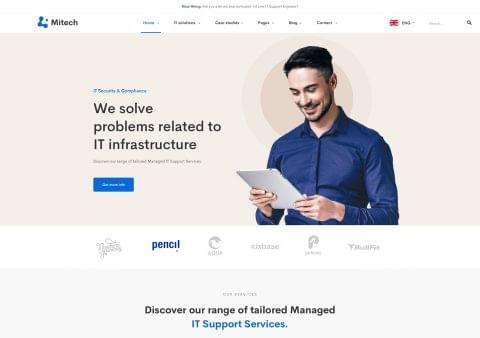 Now Hiring: Are you a driven and motivated 1st Line IT Support Engineer?
Mitech
Home
IT solutions
Case studies
Pages
Blog
Contact
ENG
Search...
IT Security & Compliance
We solve
problems related to
IT infrastructure
Discover our range of tailored Managed IT Support Services
Get more info
pencil
AQUA
OUR SERVICES
Discover our range of tailored Managed
IT Support Services.